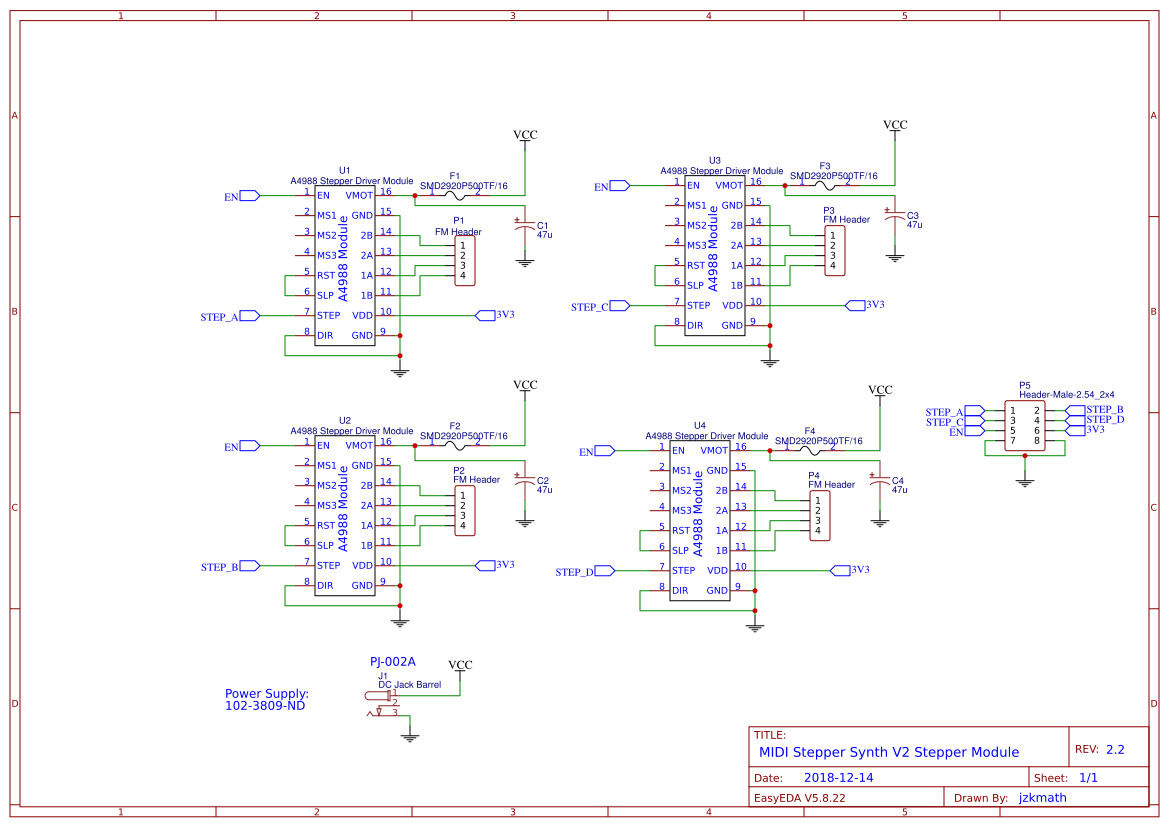 1 2 3 4 5
A A
B B
C C
D D
VCC
U1
A4988 Stepper Driver Module
F1
SMD2920P500TF/16
EN
1 EN VMOT 16
1 2
2 MS1 GND 15
3 MS2 2B 14
4 MS3 2A 13
5 RST 1A 12
6 SLP 1B 11
7 STEP VDD 10
8 DIR GND 9
A4988 Module
STEP_A
3V3
P1
FM Header
1
2
3
4
+
C1
47u
VCC
U3
A4988 Stepper Driver Module
F3
SMD2920P500TF/16
EN
1 EN VMOT 16
1 2
2 MS1 GND 15
3 MS2 2B 14
4 MS3 2A 13
5 RST 1A 12
6 SLP 1B 11
7 STEP VDD 10
8 DIR GND 9
A4988 Module
STEP_C
3V3
P3
FM Header
1
2
3
4
+
C3
47u
VCC
U2
A4988 Stepper Driver Module
F2
SMD2920P500TF/16
EN
1 EN VMOT 16
1 2
2 MS1 GND 15
3 MS2 2B 14
4 MS3 2A 13
5 RST 1A 12
6 SLP 1B 11
7 STEP VDD 10
8 DIR GND 9
A4988 Module
STEP_B
3V3
P2
FM Header
1
2
3
4
+
C2
47u
VCC
U4
A4988 Stepper Driver Module
F4
SMD2920P500TF/16
EN
1 EN VMOT 16
1 2
2 MS1 GND 15
3 MS2 2B 14
4 MS3 2A 13
5 RST 1A 12
6 SLP 1B 11
7 STEP VDD 10
8 DIR GND 9
A4988 Module
STEP_D
3V3
P4
FM Header
1
2
3
4
+
C4
47u
P5
Header-Male-2.54_2x4
STEP_A 1 2 STEP_B
STEP_C 3 4 STEP_D
EN 5 6 3V3
7 8
PJ-002A
J1
DC Jack Barrel
VCC
1
2
3
Power Supply:
102-3809-ND
TITLE:
MIDI Stepper Synth V2 Stepper Module
REV: 2.2
Date: 2018-12-14
Sheet: 1/1
EasyEDA V5.8.22
Drawn By: jzkmath
1 2 3 4 5